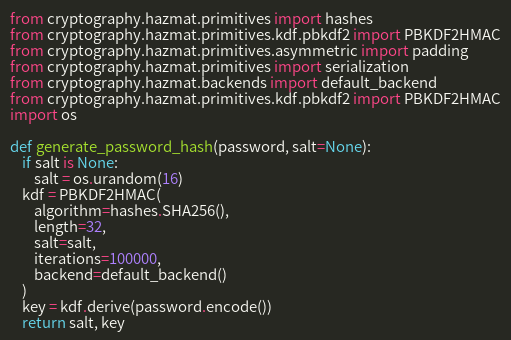 from cryptography.hazmat.primitives import hashes
from cryptography.hazmat.primitives.kdf.pbkdf2 import PBKDF2HMAC
from cryptography.hazmat.primitives.asymmetric import padding
from cryptography.hazmat.primitives import serialization
from cryptography.hazmat.backends import default_backend
from cryptography.hazmat.primitives.kdf.pbkdf2 import PBKDF2HMAC
import os

def generate_password_hash(password, salt=None):
    if salt is None:
        salt = os.urandom(16)
    kdf = PBKDF2HMAC(
        algorithm=hashes.SHA256(),
        length=32,
        salt=salt,
        iterations=100000,
        backend=default_backend()
    )
    key = kdf.derive(password.encode())
    return salt, key